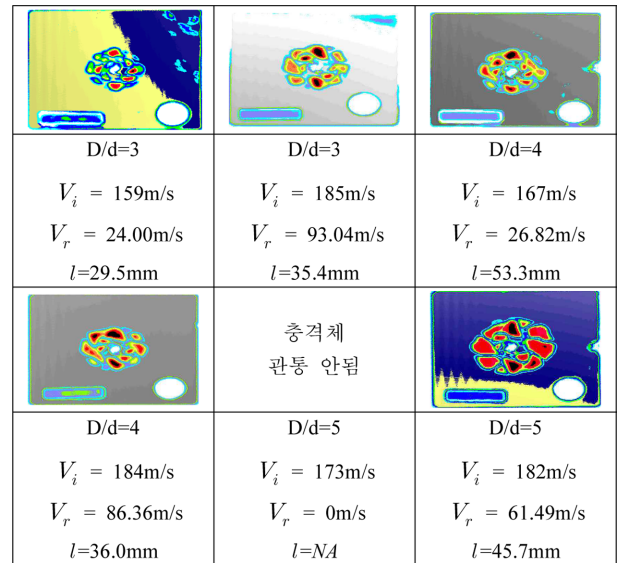 D/d=3
V_i = 159m/s
V_r = 24.00m/s
l=29.5mm
D/d=3
V_i = 185m/s
V_r = 93.04m/s
l=35.4mm
D/d=4
V_i = 167m/s
V_r = 26.82m/s
l=53.3mm
충격체
관통 안됨
D/d=4
V_i = 184m/s
V_r = 86.36m/s
l=36.0mm
D/d=5
V_i = 173m/s
V_r = 0m/s
l=NA
D/d=5
V_i = 182m/s
V_r = 61.49m/s
l=45.7mm